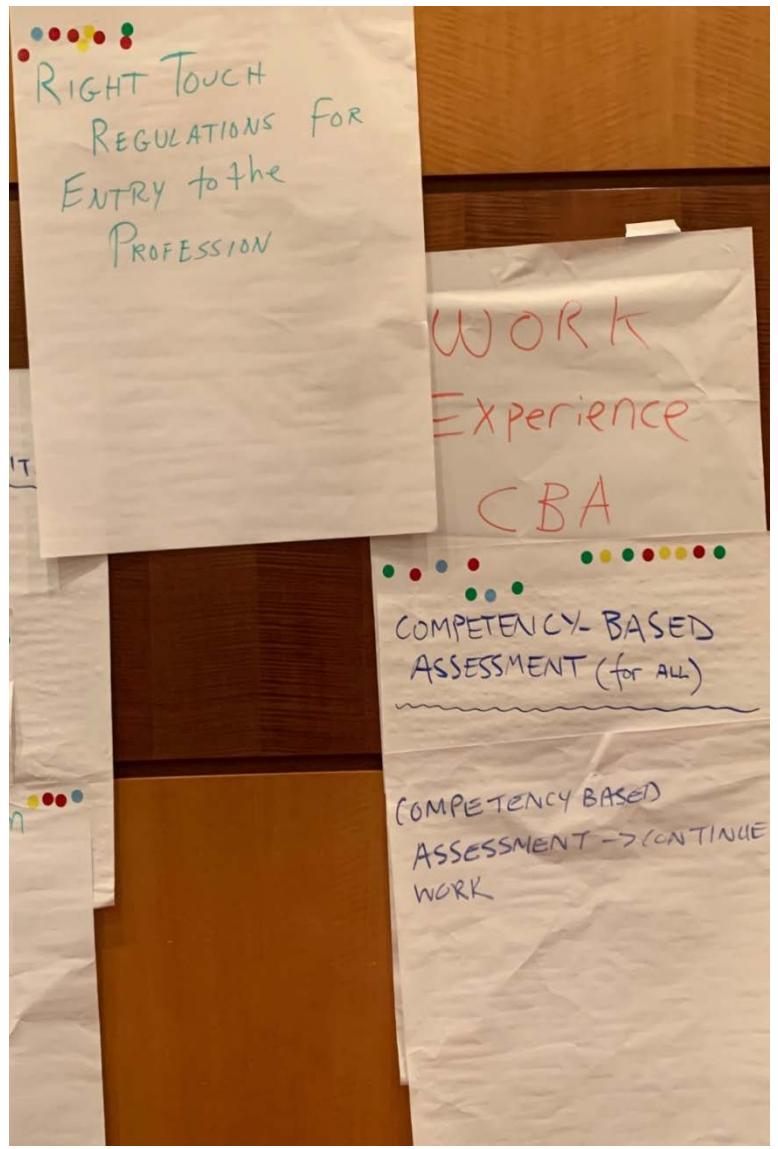 RIGHT TOUCH
REGULATIONS FOR
ENTRY to the
PROFESSION
WORK
Experience
CBA
IT
COMPETENCY-BASED
ASSESSMENT (for ALL)
COMPETENCY BASED
ASSESSMENT -> CONTINUE
WORK
n